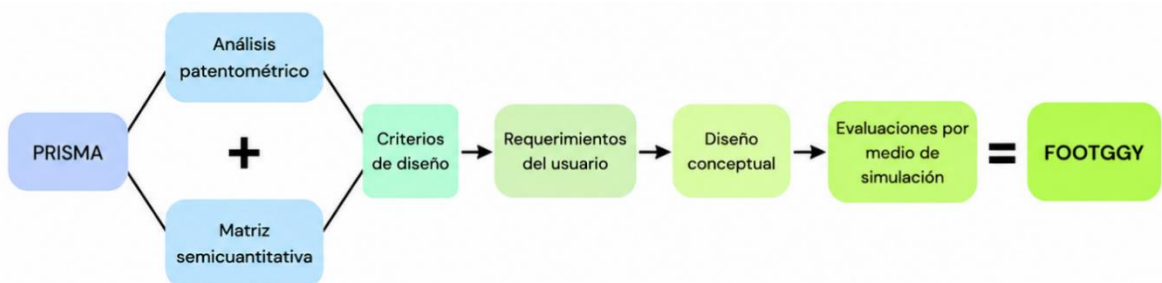 PRISMA
Análisis
patentométrico
+
Matriz
semicuantitativa
Criterios
de diseño
Requerimientos
del usuario
Diseño
conceptual
Evaluaciones por
medio de
simulación
=
FOOTGGY